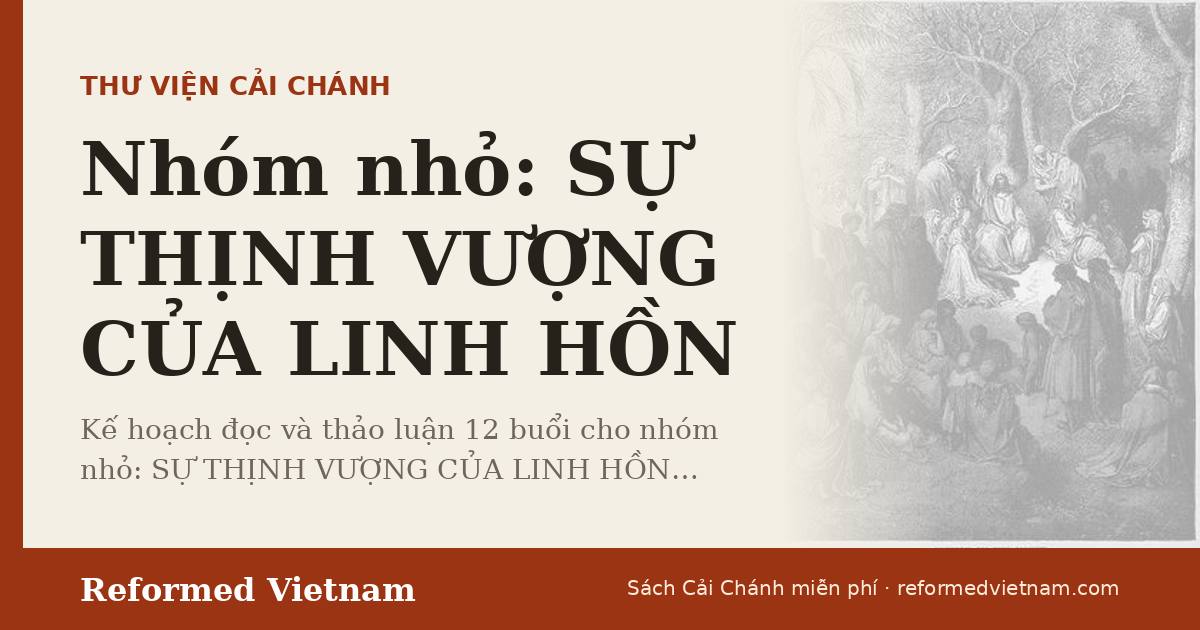 THƯ VIỆN CẢI CHÁNH
Nhóm nhỏ: SỰ
THỊNH VƯỢNG
CỦA LINH HỒN
Kế hoạch đọc và thảo luận 12 buổi cho nhóm
nhỏ: SỰ THỊNH VƯỢNG CỦA LINH HỒN...
Reformed Vietnam
Sách Cải Chánh miễn phí · reformedvietnam.com